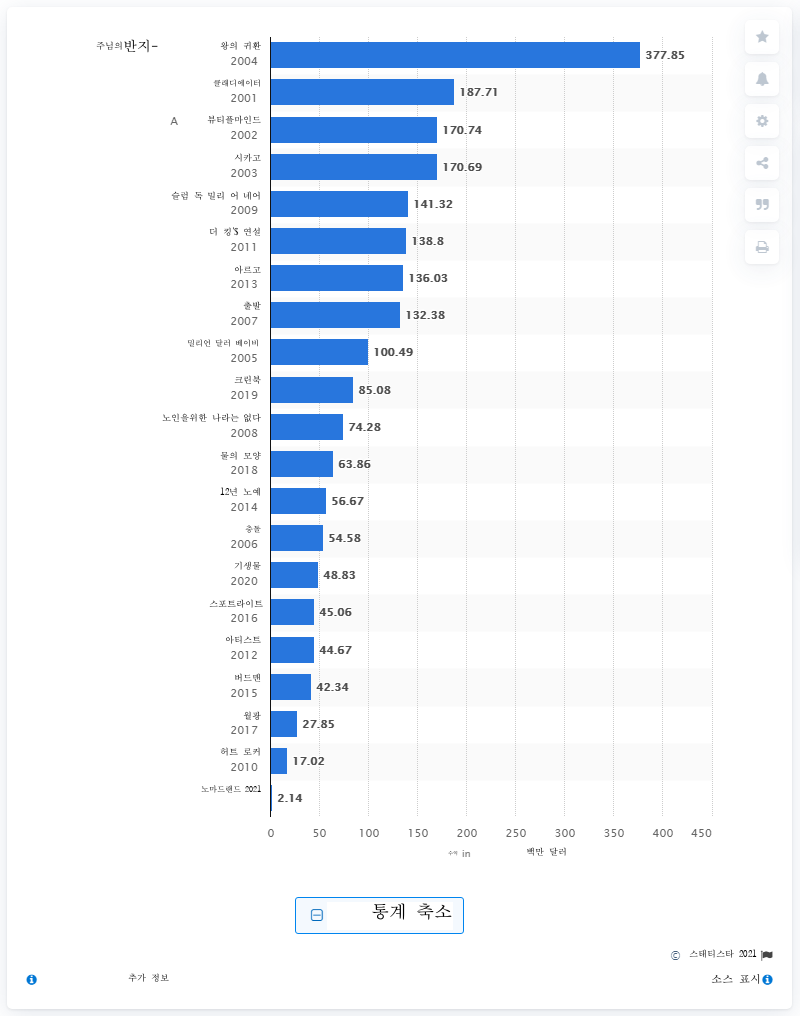 주님의반지- 왕의 귀환
2004
377.85
글래디에이터
2001
187.71
A 뷰티플마인드
2002
170.74
시카고
2003
170.69
슬럼 독 밀리 어 네어
2009
141.32
더 킹'S 연설
2011
138.8
아르고
2013
136.03
출발
2007
132.38
밀리언 달러 베이비
2005
100.49
크린북
2019
85.08
노인을위한 나라는 없다
2008
74.28
물의 모양
2018
63.86
12년 노예
2014
56.67
충돌
2006
54.58
기생물
2020
48.83
스포트라이트
2016
45.06
아티스트
2012
44.67
버드맨
2015
42.34
월광
2017
27.85
허트 로커
2010
17.02
노마드랜드 2021
2.14
0 50 100 150 200 250 300 350 400 450
in 백만 달러
통계 축소
© 스태티스타 2021
추가 정보
소스 표시